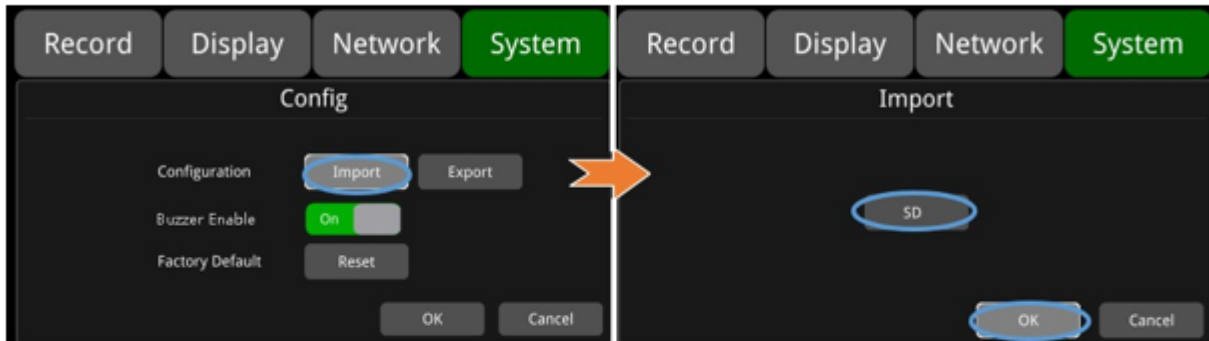 Record Display Network System
Config
Configuration Import Export
Buzzer Enable On
Factory Default Reset
OK Cancel
Record Display Network System
Import
SD
OK Cancel